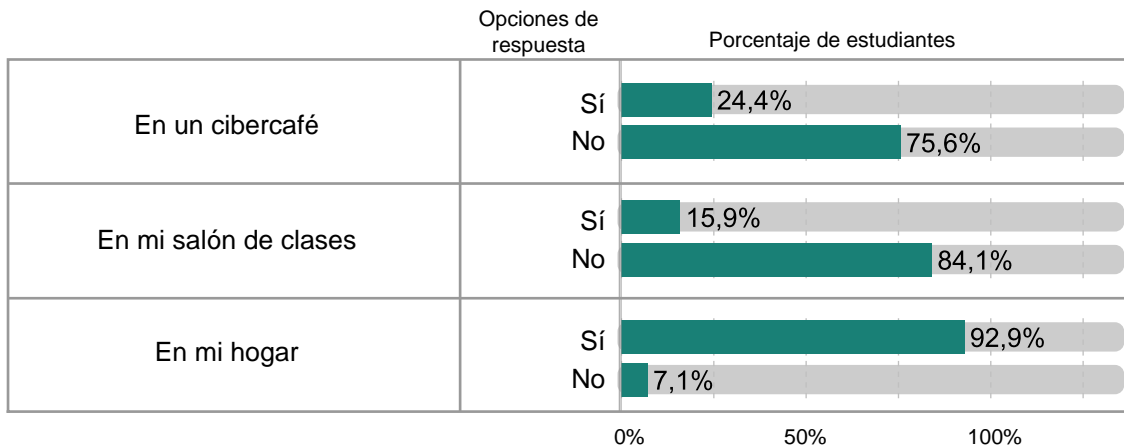 Opciones de
respuesta
Porcentaje de estudiantes
En un cibercafé
Sí
24,4%
No
75,6%
En mi salón de clases
Sí
15,9%
No
84,1%
En mi hogar
Sí
92,9%
No
7,1%
0%
50%
100%